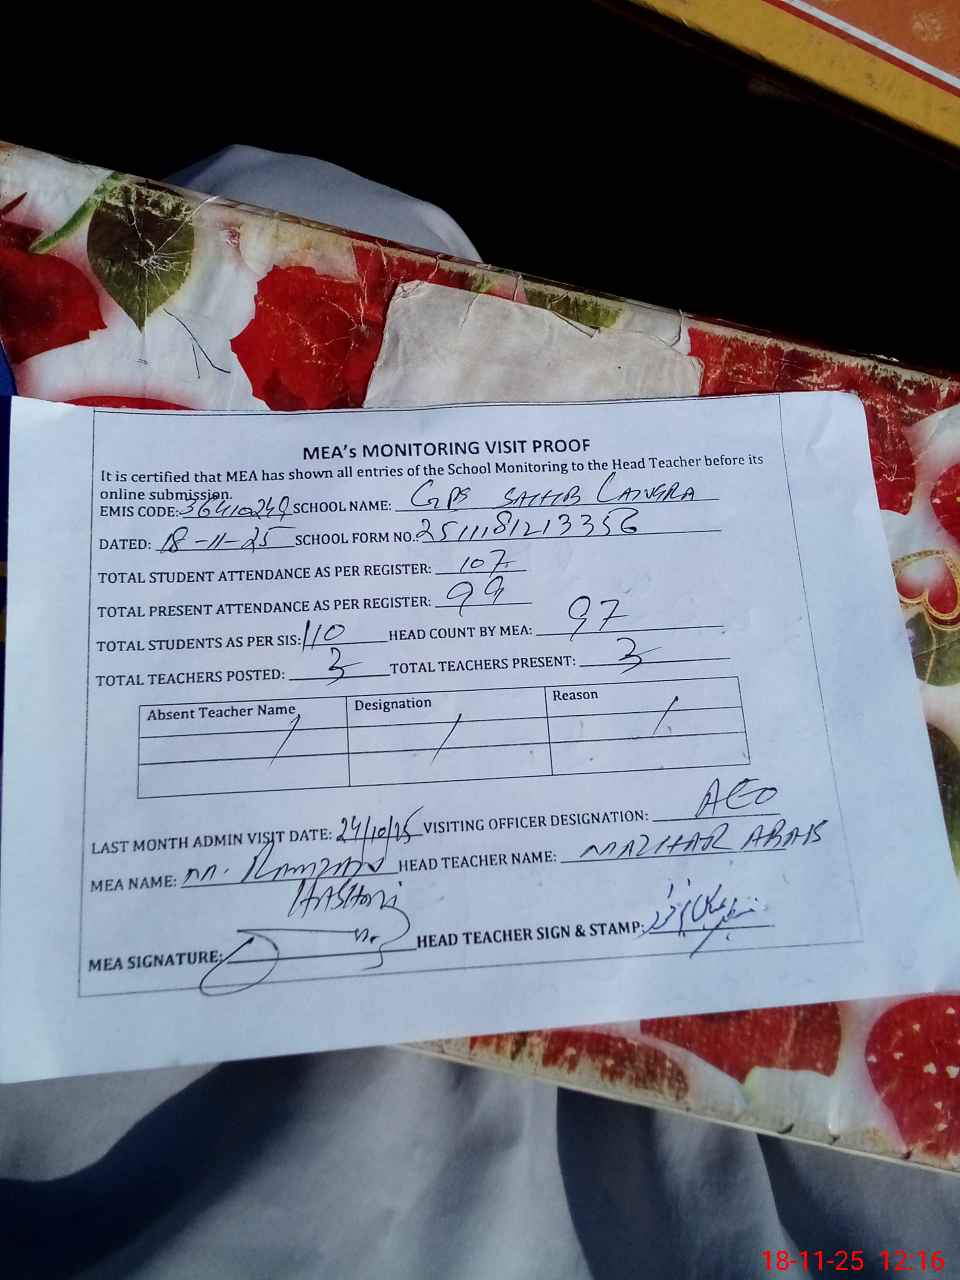 MEA's MONITORING VISIT PROOF
It is certified that MEA has shown all entries of the School Monitoring to the Head Teacher before its
online submission.
EMIS CODE: 36410249 SCHOOL NAME: GPS SAHIB
DATED: 18-11-25 SCHOOL FORM NO. 2511181213356
TOTAL STUDENT ATTENDANCE AS PER REGISTER: 107
TOTAL PRESENT ATTENDANCE AS PER REGISTER: 99
TOTAL STUDENTS AS PER SIS: 110 HEAD COUNT BY MEA: 97
TOTAL TEACHERS POSTED: 3 TOTAL TEACHERS PRESENT: 3
Absent Teacher Name Designation Reason
LAST MONTH ADMIN VISIT DATE: 24/10/25 VISITING OFFICER DESIGNATION: AEO
MEA NAME: M. RAMZAN HEAD TEACHER NAME: MAZHAR ABBAS
HASHMI
MEA SIGNATURE: HEAD TEACHER SIGN & STAMP:
18-11-25 12:16